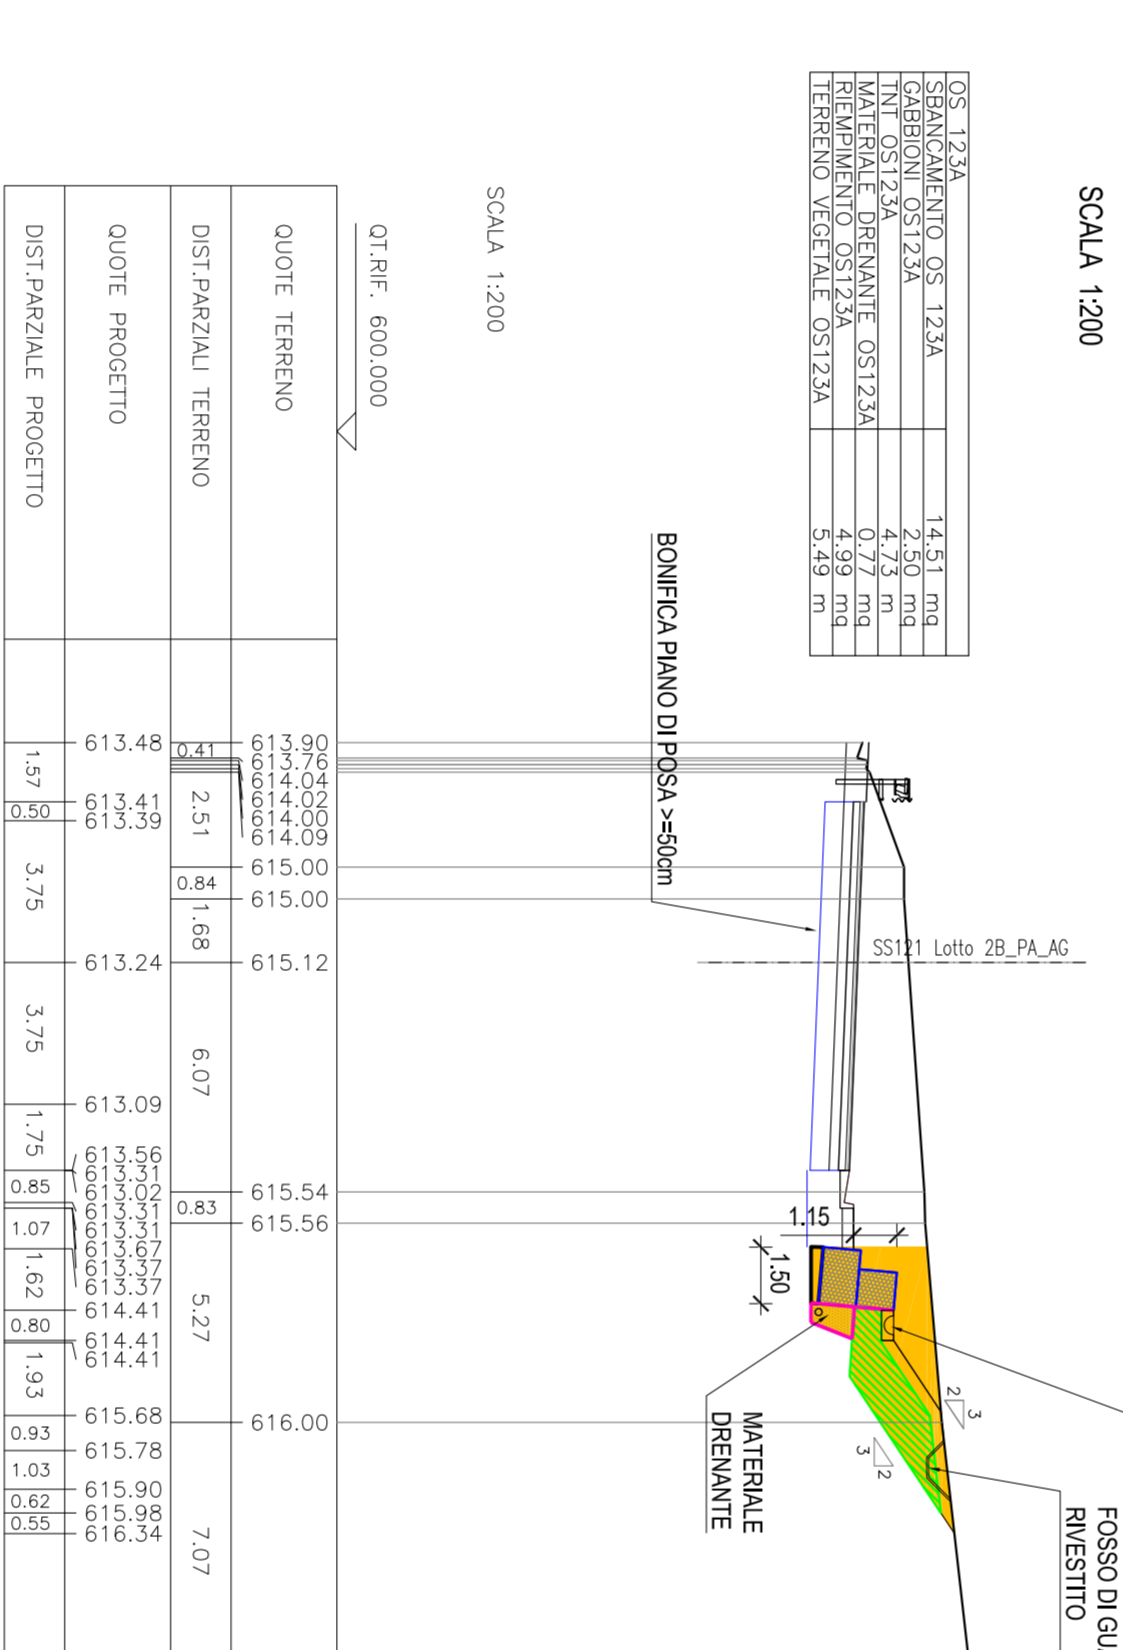 SCALA 1:200
OS 123A
SBANCAMENTO OS 123A 14.51 mq
GABBIONI OS123A 2.50 mq
TNT OS123A 4.73 m
MATERIALE DRENANTE OS123A 0.77 mq
RIEMPIMENTO OS123A 4.99 mq
TERRENO VEGETALE OS123A 5.49 m
SCALA 1:200
FOSSO DI GU
RIVESTITO
SS121 Lotto 2B_PA_AG
2
3
3
2
1.15
1.50
MATERIALE
DRENANTE
BONIFICA PIANO DI POSA >=50cm
QT.RIF. 600.000
QUOTE TERRENO 613.90 613.76 614.04 614.02 614.00 614.09 615.00 615.00 615.12 615.54 615.56 616.00
DIST.PARZIALI TERRENO 0.41 2.51 0.84 1.68 6.07 0.83 5.27 7.07
QUOTE PROGETTO 613.48 613.41 613.39 613.24 613.09 613.56 613.31 613.02 613.31 613.31 613.67 613.37 613.37 614.41 614.41 614.41 615.68 615.78 615.90 615.98 616.34
DIST.PARZIALE PROGETTO 1.57 0.50 3.75 3.75 1.75 0.85 1.07 1.62 0.80 1.93 0.93 1.03 0.62 0.55